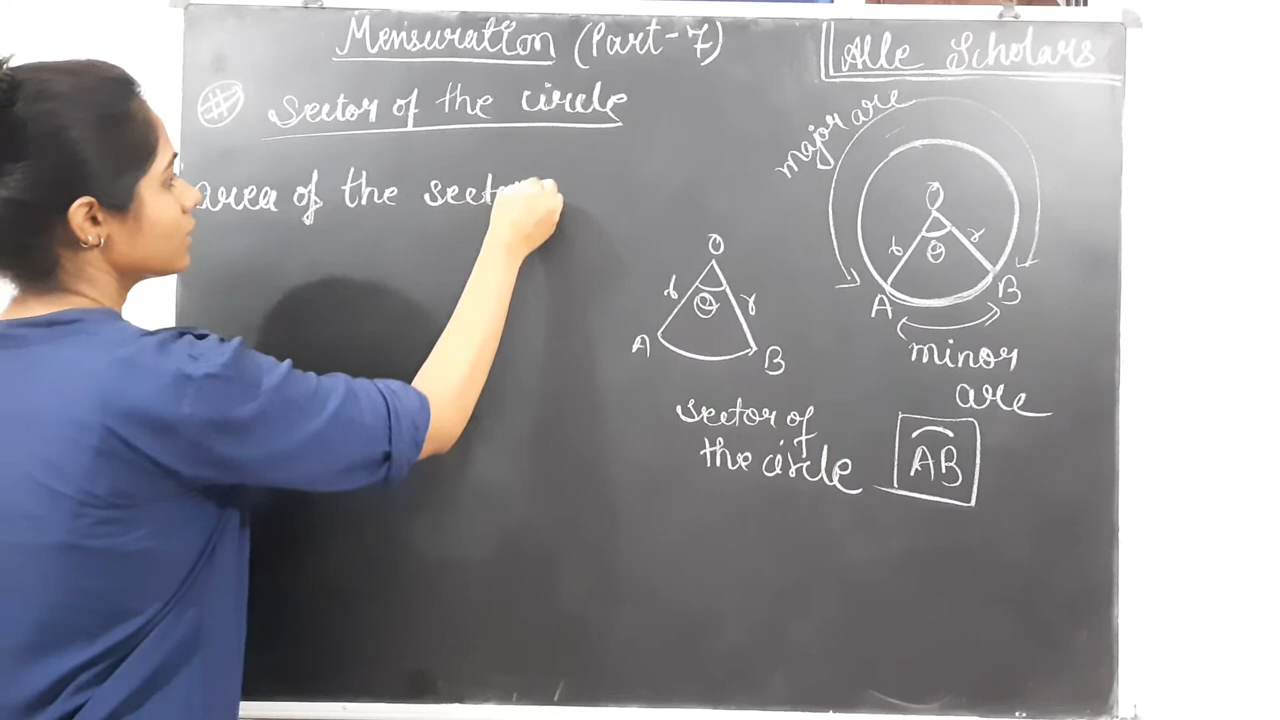 Mensuration (Part-7)
Alle Scholars
# Sector of the circle
area of the sector
major arc
O
r θ r
A B
minor
arc
O
r θ r
A B
sector of
the circle
AB